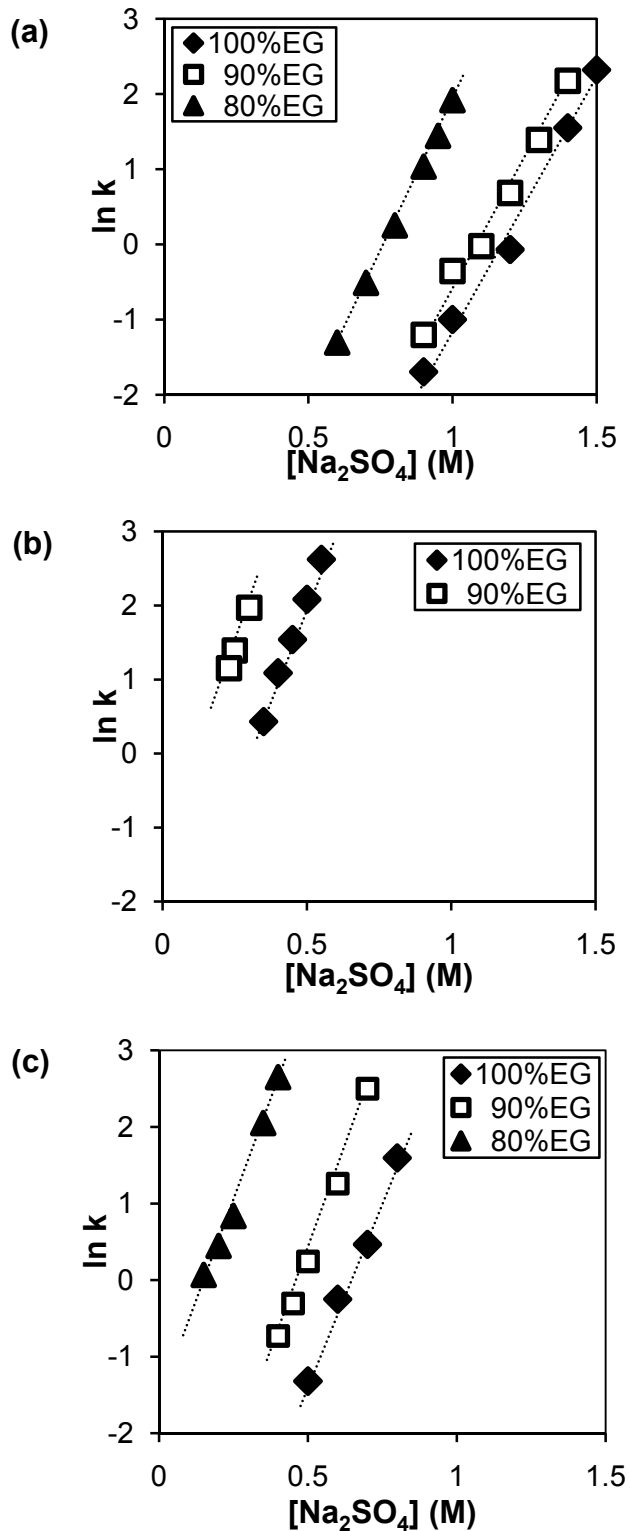 (a)
3
2
1
0
-1
-2
ln k
100%EG
90%EG
80%EG
0
0.5
1
1.5
[Na₂SO₄] (M)
(b)
3
2
1
0
-1
-2
ln k
100%EG
90%EG
0
0.5
1
1.5
[Na₂SO₄] (M)
(c)
3
2
1
0
-1
-2
ln k
100%EG
90%EG
80%EG
0
0.5
1
1.5
[Na₂SO₄] (M)